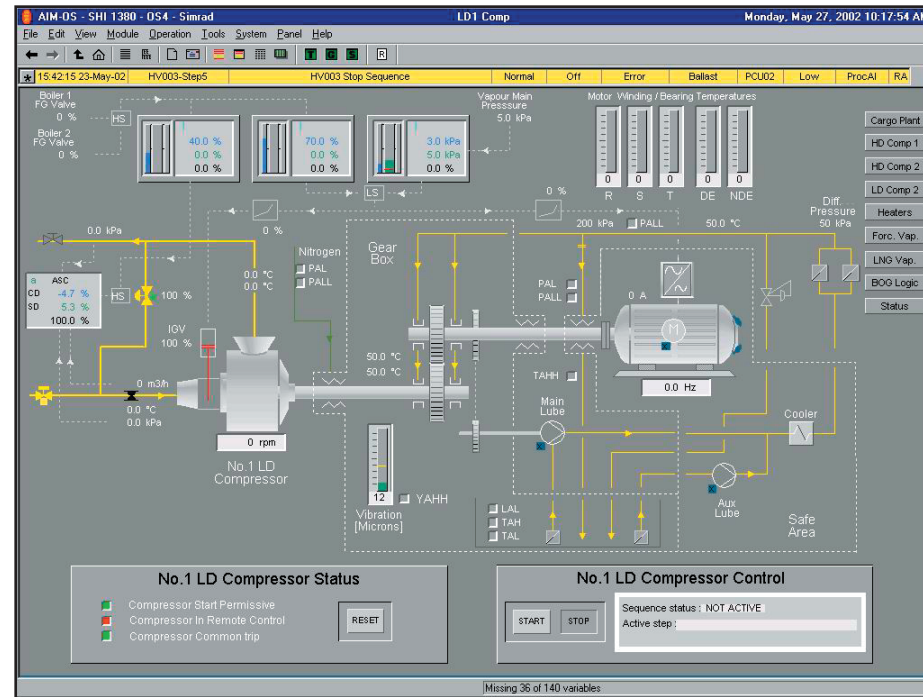 AIM-OS - SHI 1380 - OS4 - Simrad LD1 Comp Monday, May 27, 2002 10:17:54 AM
File Edit View Module Operation Tools System Panel Help
T G S R
* 15:42:15 23-May-02 HV003-Step5 HV003 Stop Sequence Normal Off Error Ballast PCU02 Low ProcAl RA
Boiler 1
FG Valve
0 %
HS
Boiler 2
FG Valve
0 %
40.0 %
0.0 %
0.0 %
70.0 %
0.0 %
0.0 %
3.0 kPa
5.0 kPa
0.0 %
Vapour Main
Presssure
5.0 kPa
LS
Motor Winding / Bearing Temperatures
0 0 0 0 0
R S T DE NDE
Cargo Plant
HD Comp 1
HD Comp 2
LD Comp 2
Heaters
Forc. Vap.
LNG Vap.
BOG Logic
Status
0 %
0 %
200 kPa PALL 50.0 °C
Diff.
Pressure
50 kPa
0.0 kPa
Nitrogen
PAL
PALL
Gear
Box
0.0 °C
0.0 °C
a ASC
CD -4.7 %
SD 5.3 %
100.0 %
HS
100 %
IGV
100 %
PAL
PALL
0 A
M
x
0.0 Hz
50.0 °C
50.0 °C
TAHH
0 m3/h
0.0 °C
0.0 kPa
0 rpm
No.1 LD
Compressor
Main
Lube
x
Cooler
12
YAHH
Vibration
[Microns]
LAL
TAH
TAL
x
Aux
Lube
Safe
Area
No.1 LD Compressor Status
Compressor Start Permissive
Compressor In Remote Control
Compressor Common trip
RESET
No.1 LD Compressor Control
START STOP
Sequence status : NOT ACTIVE
Active step :
Missing 36 of 140 variables